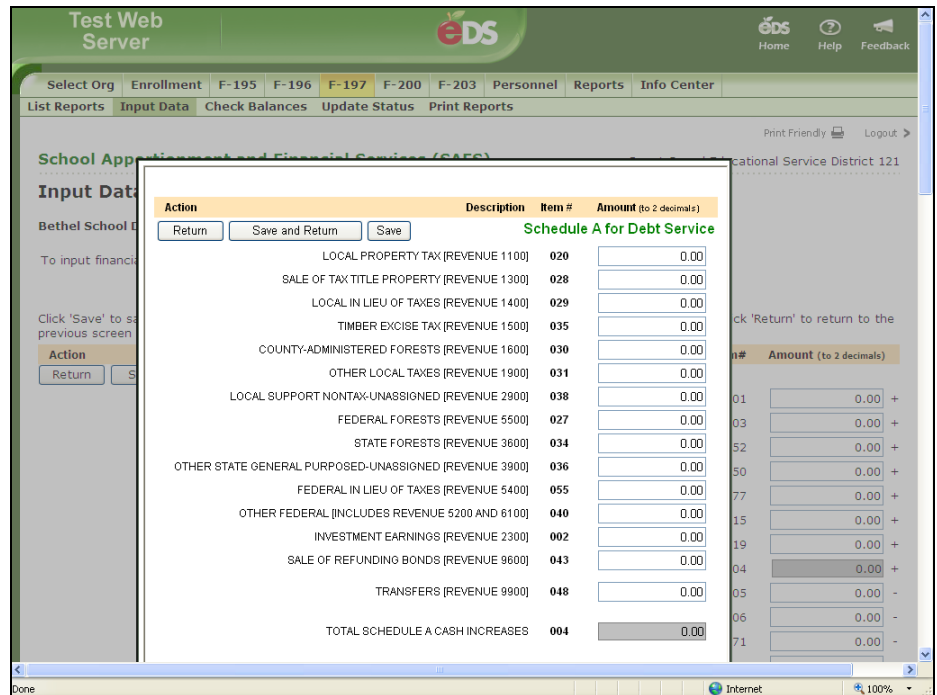 Test Web
Server
eDS
eDS
Home Help Feedback
Select Org Enrollment F-195 F-196 F-197 F-200 F-203 Personnel Reports Info Center
List Reports Input Data Check Balances Update Status Print Reports
Print Friendly Logout >
School Apportionment and Financial Services (SAFS)
cational Service District 121
Input Data
Bethel School D
To input financia
Click 'Save' to sa
ck 'Return' to return to the
previous screen
Action
n# Amount (to 2 decimals)
Return S
01 0.00 +
03 0.00 +
52 0.00 +
50 0.00 +
77 0.00 +
15 0.00 +
19 0.00 +
04 0.00 +
05 0.00 -
06 0.00 -
71 0.00 -
Action Description Item # Amount (to 2 decimals)
Return Save and Return Save Schedule A for Debt Service
LOCAL PROPERTY TAX [REVENUE 1100] 020 0.00
SALE OF TAX TITLE PROPERTY [REVENUE 1300] 028 0.00
LOCAL IN LIEU OF TAXES [REVENUE 1400] 029 0.00
TIMBER EXCISE TAX [REVENUE 1500] 035 0.00
COUNTY-ADMINISTERED FORESTS [REVENUE 1600] 030 0.00
OTHER LOCAL TAXES [REVENUE 1900] 031 0.00
LOCAL SUPPORT NONTAX-UNASSIGNED [REVENUE 2900] 038 0.00
FEDERAL FORESTS [REVENUE 5500] 027 0.00
STATE FORESTS [REVENUE 3600] 034 0.00
OTHER STATE GENERAL PURPOSED-UNASSIGNED [REVENUE 3900] 036 0.00
FEDERAL IN LIEU OF TAXES [REVENUE 5400] 055 0.00
OTHER FEDERAL [INCLUDES REVENUE 5200 AND 6100] 040 0.00
INVESTMENT EARNINGS [REVENUE 2300] 002 0.00
SALE OF REFUNDING BONDS [REVENUE 9600] 043 0.00
TRANSFERS [REVENUE 9900] 048 0.00
TOTAL SCHEDULE A CASH INCREASES 004 0.00
Done Internet 100%